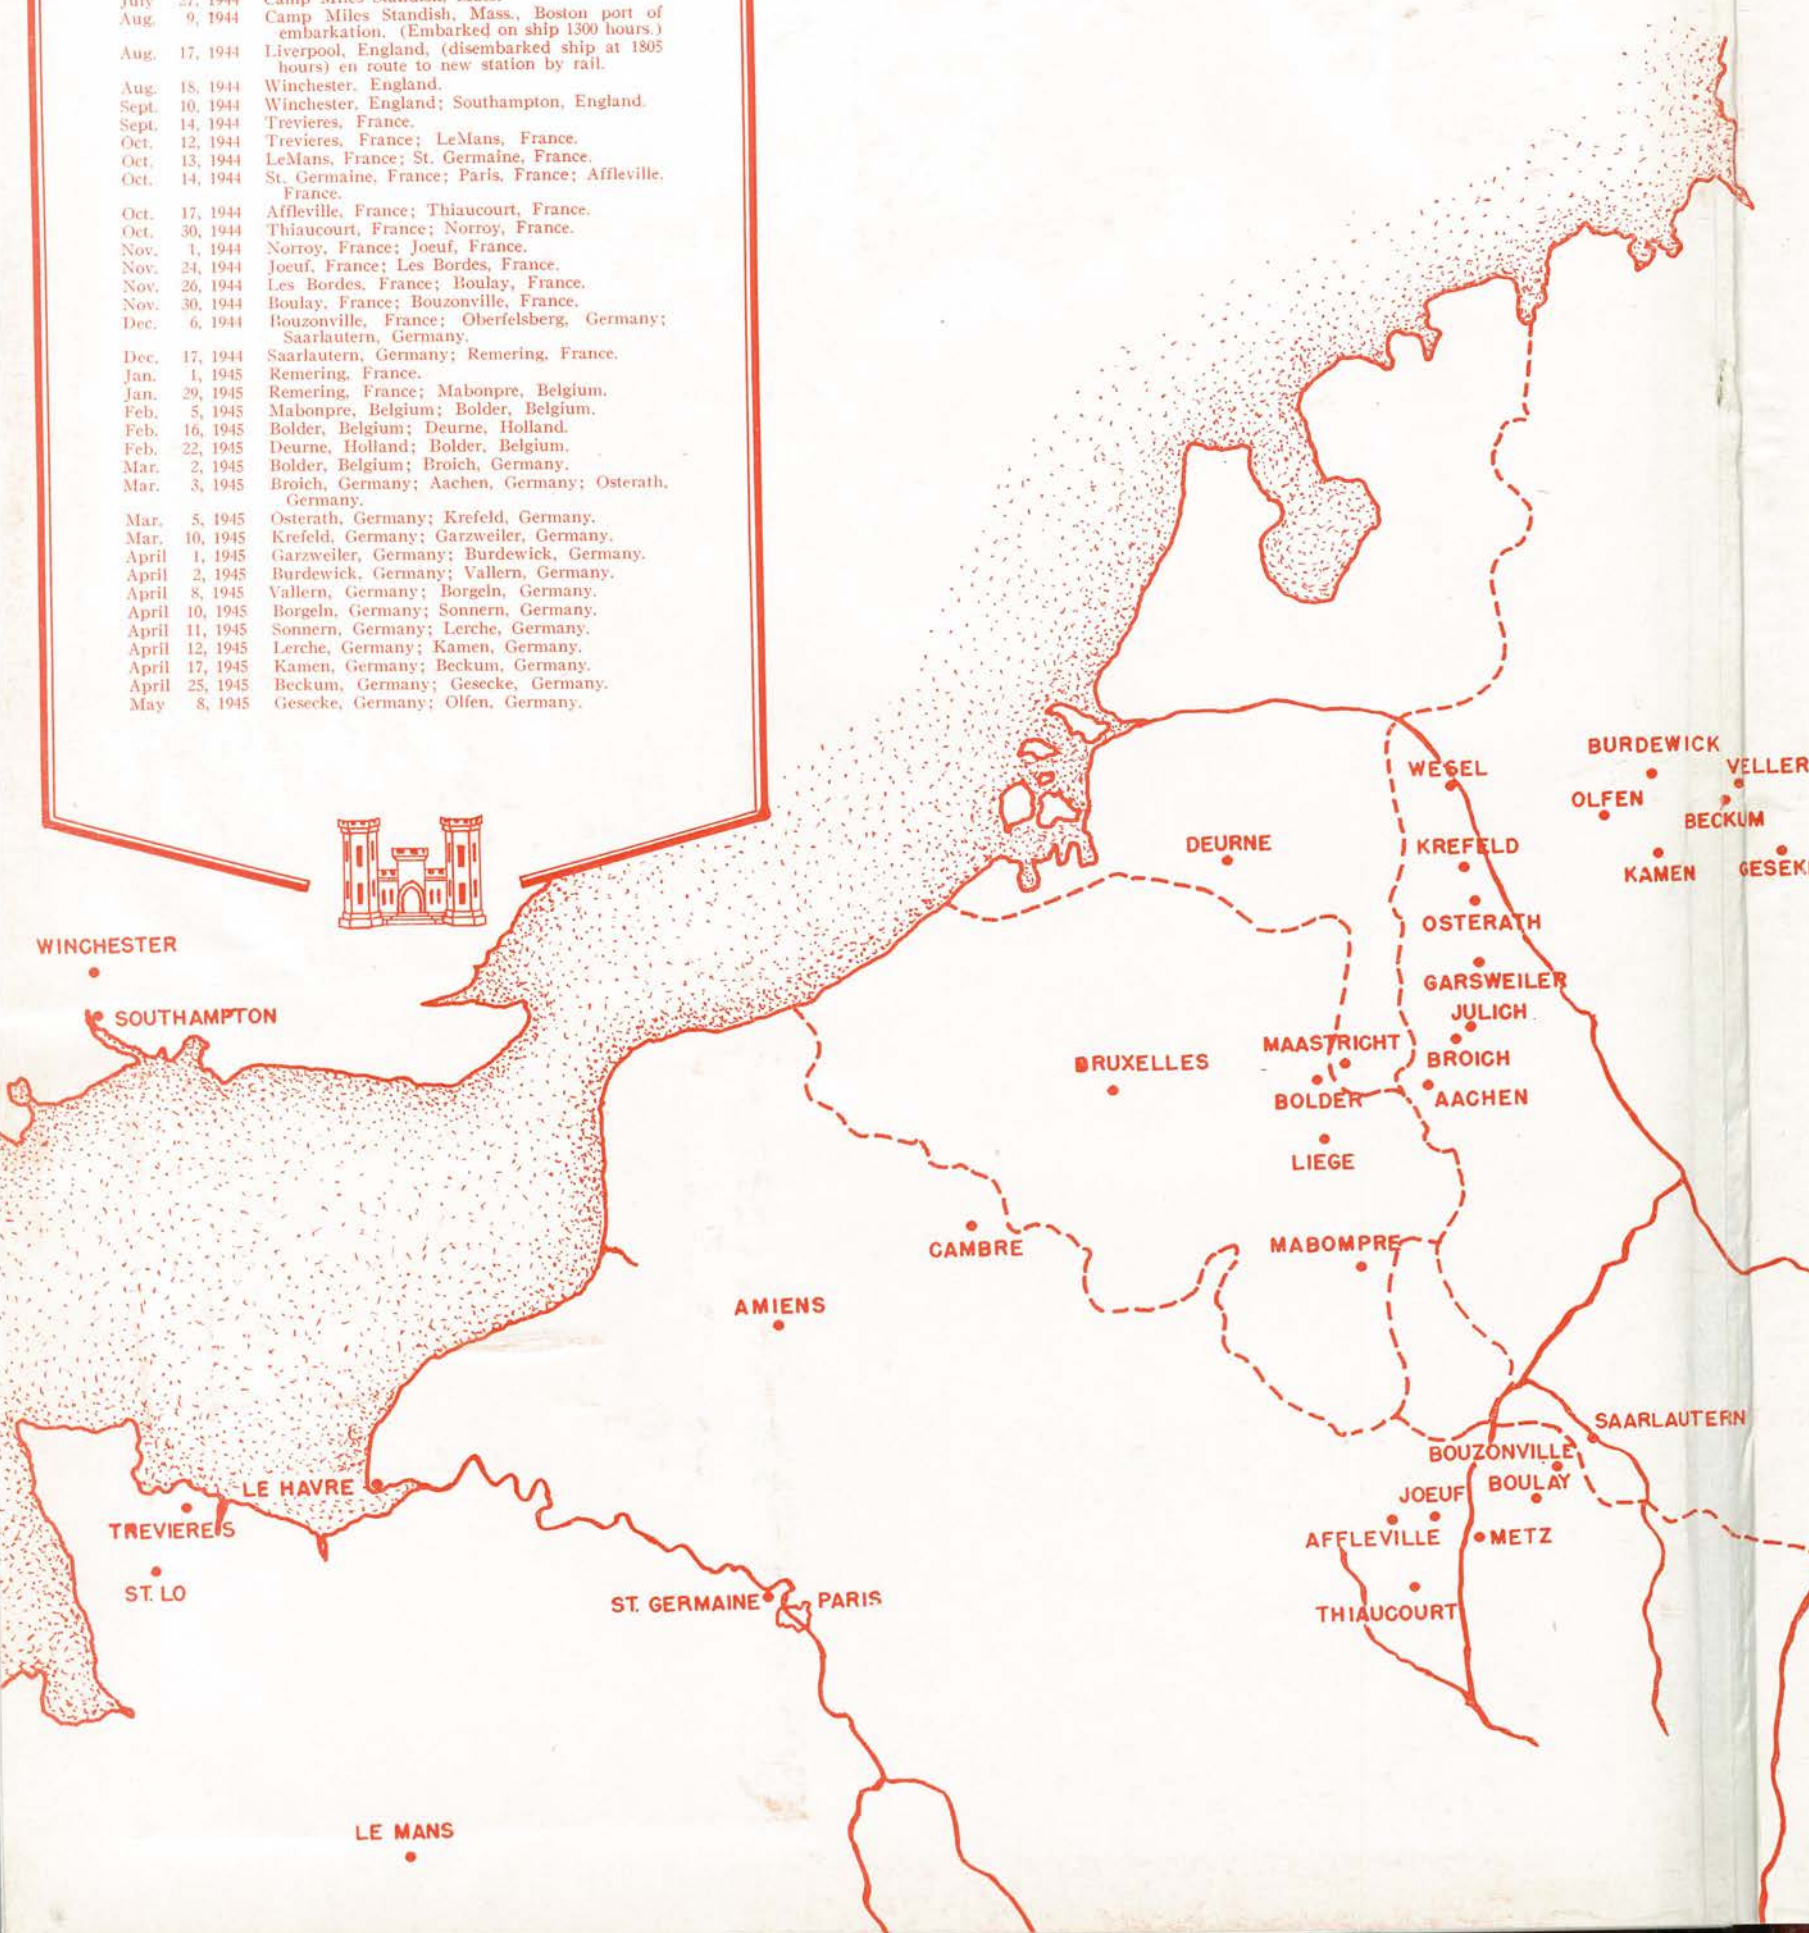 July 27, 1944 Camp Miles Standish, Mass.
Aug. 9, 1944 Camp Miles Standish, Mass., Boston port of
embarkation. (Embarked on ship 1300 hours.)
Aug. 17, 1944 Liverpool, England, (disembarked ship at 1805
hours) en route to new station by rail.
Aug. 18, 1944 Winchester, England.
Sept. 10, 1944 Winchester, England; Southampton, England.
Sept. 14, 1944 Trevieres, France.
Oct. 12, 1944 Trevieres, France; LeMans, France.
Oct. 13, 1944 LeMans, France; St. Germaine, France.
Oct. 14, 1944 St. Germaine, France; Paris, France; Affleville,
France.
Oct. 17, 1944 Affleville, France; Thiaucourt, France.
Oct. 30, 1944 Thiaucourt, France; Norroy, France.
Nov. 1, 1944 Norroy, France; Joeuf, France.
Nov. 24, 1944 Joeuf, France; Les Bordes, France.
Nov. 26, 1944 Les Bordes, France; Boulay, France.
Nov. 30, 1944 Boulay, France; Bouzonville, France.
Dec. 6, 1944 Bouzonville, France; Oberfelsberg, Germany;
Saarlautern, Germany.
Dec. 17, 1944 Saarlautern, Germany; Remering, France.
Jan. 1, 1945 Remering, France.
Jan. 29, 1945 Remering, France; Mabonpre, Belgium.
Feb. 5, 1945 Mabonpre, Belgium; Bolder, Belgium.
Feb. 16, 1945 Bolder, Belgium; Deurne, Holland.
Feb. 22, 1945 Deurne, Holland; Bolder, Belgium.
Mar. 2, 1945 Bolder, Belgium; Broich, Germany.
Mar. 3, 1945 Broich, Germany; Aachen, Germany; Osterath,
Germany.
Mar. 5, 1945 Osterath, Germany; Krefeld, Germany.
Mar. 10, 1945 Krefeld, Germany; Garzweiler, Germany.
April 1, 1945 Garzweiler, Germany; Burdewick, Germany.
April 2, 1945 Burdewick, Germany; Vallern, Germany.
April 8, 1945 Vallern, Germany; Borgeln, Germany.
April 10, 1945 Borgeln, Germany; Sonnern, Germany.
April 11, 1945 Sonnern, Germany; Lerche, Germany.
April 12, 1945 Lerche, Germany; Kamen, Germany.
April 17, 1945 Kamen, Germany; Beckum, Germany.
April 25, 1945 Beckum, Germany; Gesecke, Germany.
May 8, 1945 Gesecke, Germany; Olfen, Germany.
BURDEWICK
WESEL
VELLER
OLFEN
BECKUM
DEURNE
KREFELD
KAMEN
GESEK
OSTERATH
WINCHESTER
GARSWEILER
JULICH
SOUTHAMPTON
MAASTRICHT
BROICH
BRUXELLES
AACHEN
BOLDER
LIEGE
CAMBRE
MABOMPRE
AMIENS
SAARLAUTERN
BOUZONVILLE
BOULAY
LE HAVRE
JOEUF
TREVIERES
AFFLEVILLE
METZ
ST. LO
ST. GERMAINE
PARIS
THIAUCOURT
LE MANS